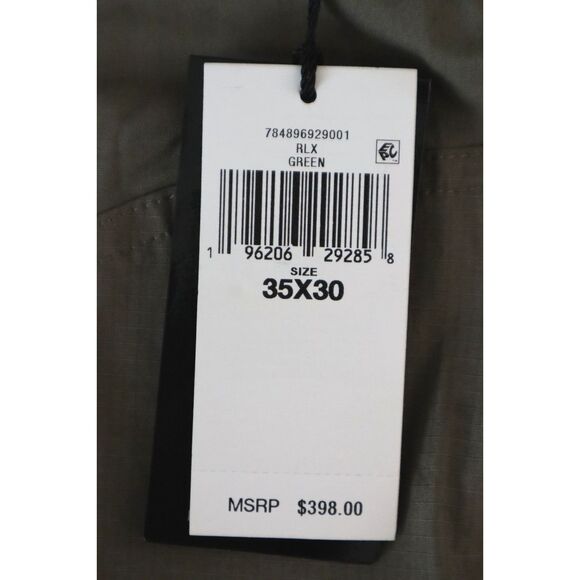 784896929001
RLX
GREEN
1 96206 29285 8
SIZE
35X30
MSRP $398.00